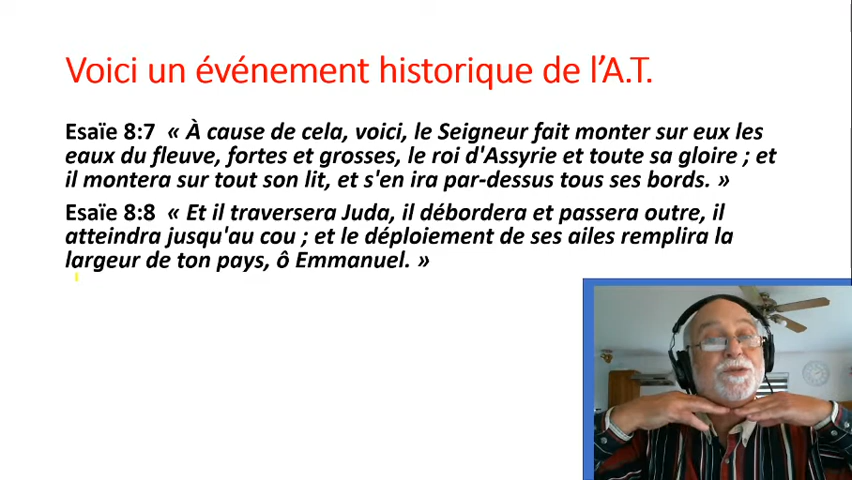 Voici un événement historique de l’A.T.
Esaïe 8:7 « À cause de cela, voici, le Seigneur fait monter sur eux les
eaux du fleuve, fortes et grosses, le roi d'Assyrie et toute sa gloire ; et
il montera sur tout son lit, et s'en ira par-dessus tous ses bords. »
Esaïe 8:8 « Et il traversera Juda, il débordera et passera outre, il
atteindra jusqu'au cou ; et le déploiement de ses ailes remplira la
largeur de ton pays, ô Emmanuel. »